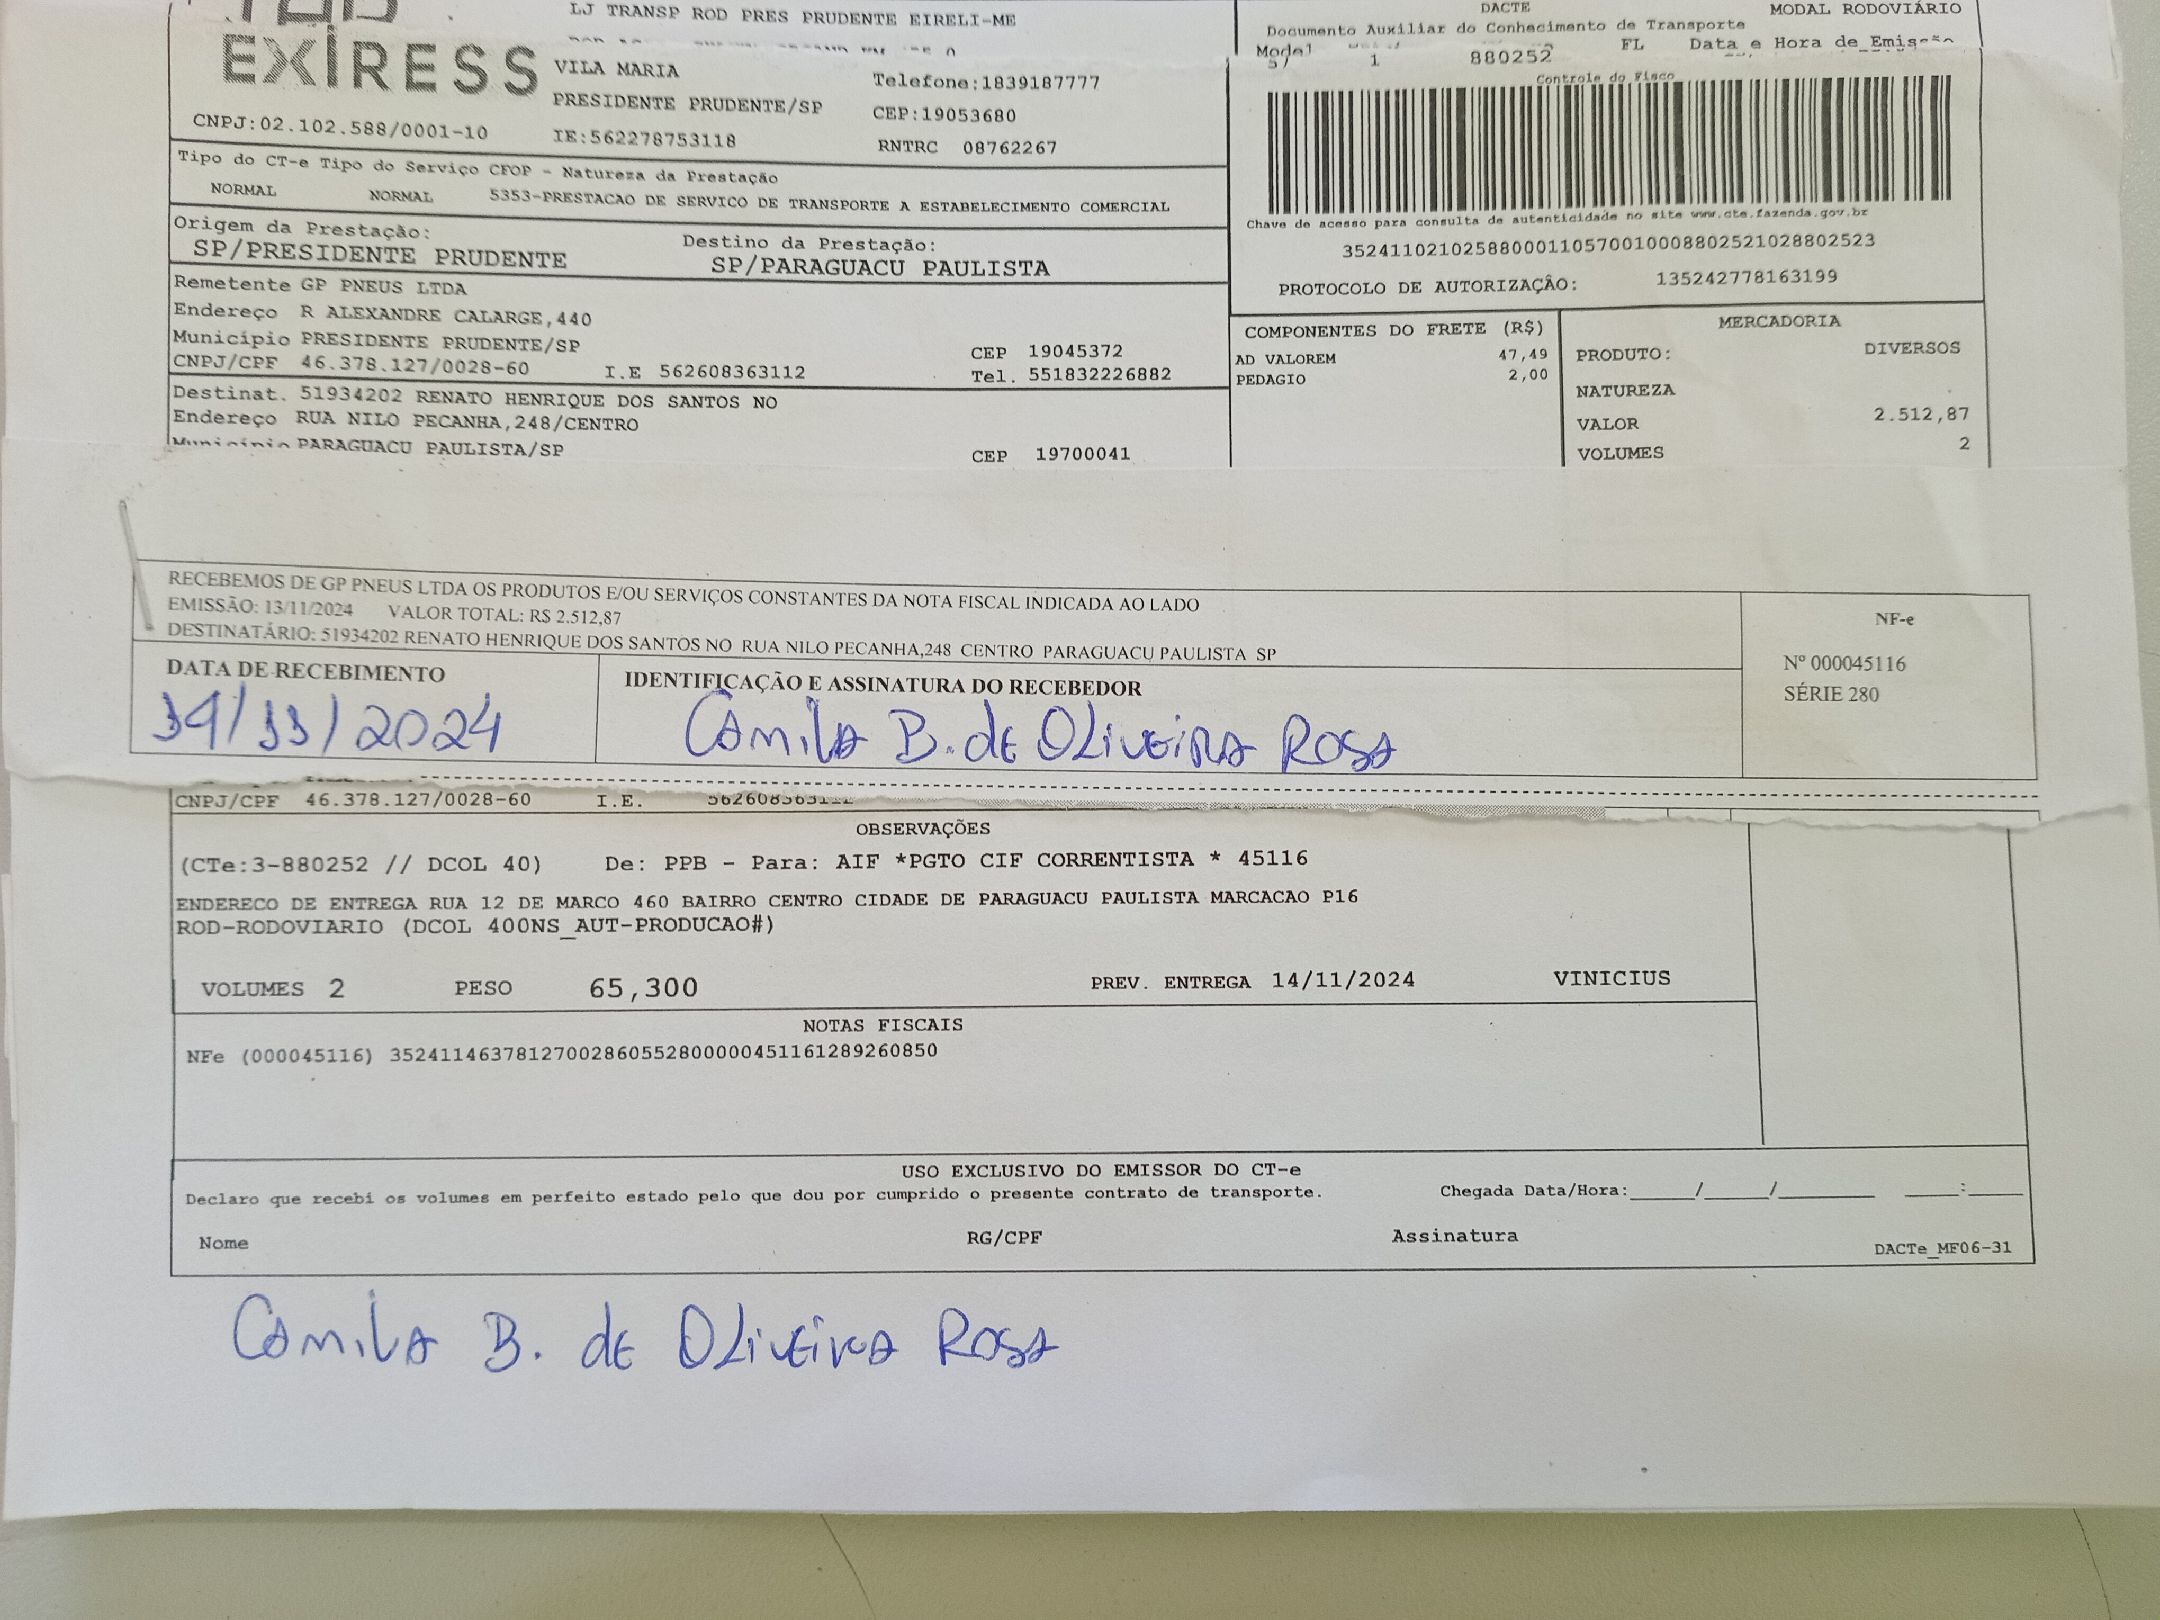 EXPRESS
LJ TRANSP ROD PRES PRUDENTE EIRELI-ME
VILA MARIA
Telefone:1839187777
PRESIDENTE PRUDENTE/SP
CEP:19053680
CNPJ:02.102.588/0001-10
IE:562278753118
RNTRC 08762267
DACTE
MODAL RODOVIÁRIO
Documento Auxiliar do Conhecimento de Transporte
Model
FL Data e Hora de Emissão
57 1 880252
Controle do Fisco
Chave de acesso para consulta de autenticidade no site www.cte.fazenda.gov.br
35241102102588000110570010008802521028802523
PROTOCOLO DE AUTORIZAÇÃO: 135242778163199
Tipo do CT-e Tipo do Serviço CFOP - Natureza da Prestação
NORMAL NORMAL 5353-PRESTACAO DE SERVICO DE TRANSPORTE A ESTABELECIMENTO COMERCIAL
Origem da Prestação: Destino da Prestação:
SP/PRESIDENTE PRUDENTE SP/PARAGUACU PAULISTA
Remetente GP PNEUS LTDA
Endereço R ALEXANDRE CALARGE,440
Município PRESIDENTE PRUDENTE/SP CEP 19045372
CNPJ/CPF 46.378.127/0028-60 I.E 562608363112 Tel. 551832226882
Destinat. 51934202 RENATO HENRIQUE DOS SANTOS NO
Endereço RUA NILO PECANHA,248/CENTRO
Município PARAGUACU PAULISTA/SP CEP 19700041
COMPONENTES DO FRETE (R$)
AD VALOREM 47,49
PEDAGIO 2,00
MERCADORIA
PRODUTO: DIVERSOS
NATUREZA
VALOR 2.512,87
VOLUMES 2
RECEBEMOS DE GP PNEUS LTDA OS PRODUTOS E/OU SERVIÇOS CONSTANTES DA NOTA FISCAL INDICADA AO LADO
EMISSÃO: 13/11/2024 VALOR TOTAL: R$ 2.512,87
DESTINATÁRIO: 51934202 RENATO HENRIQUE DOS SANTOS NO RUA NILO PECANHA,248 CENTRO PARAGUACU PAULISTA SP
NF-e
Nº 000045116
SÉRIE 280
DATA DE RECEBIMENTO
14/11/2024
IDENTIFICAÇÃO E ASSINATURA DO RECEBEDOR
Camila B. de Oliveira Rosa
CNPJ/CPF 46.378.127/0028-60 I.E. 562608363112
OBSERVAÇÕES
(CTe:3-880252 // DCOL 40) De: PPB - Para: AIF *PGTO CIF CORRENTISTA * 45116
ENDERECO DE ENTREGA RUA 12 DE MARCO 460 BAIRRO CENTRO CIDADE DE PARAGUACU PAULISTA MARCACAO P16
ROD-RODOVIARIO (DCOL 400NS_AUT-PRODUCAO#)
VOLUMES 2 PESO 65,300 PREV. ENTREGA 14/11/2024 VINICIUS
NOTAS FISCAIS
NFe (000045116) 35241146378127002860552800000451161289260850
USO EXCLUSIVO DO EMISSOR DO CT-e
Declaro que recebi os volumes em perfeito estado pelo que dou por cumprido o presente contrato de transporte. Chegada Data/Hora:_____/_____/________ ____:____
Nome RG/CPF Assinatura
DACTe_MF06-31
Camila B. de Oliveira Rosa